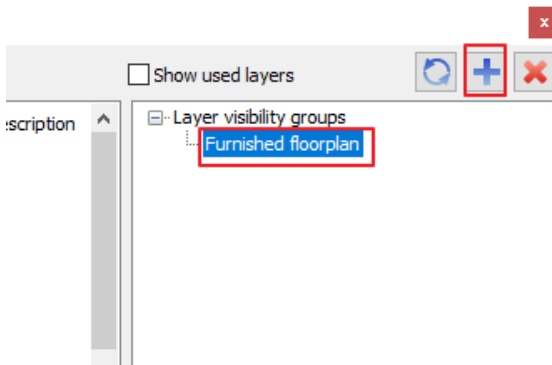 Show used layers
escription
Layer visibility groups
Furnished floorplan